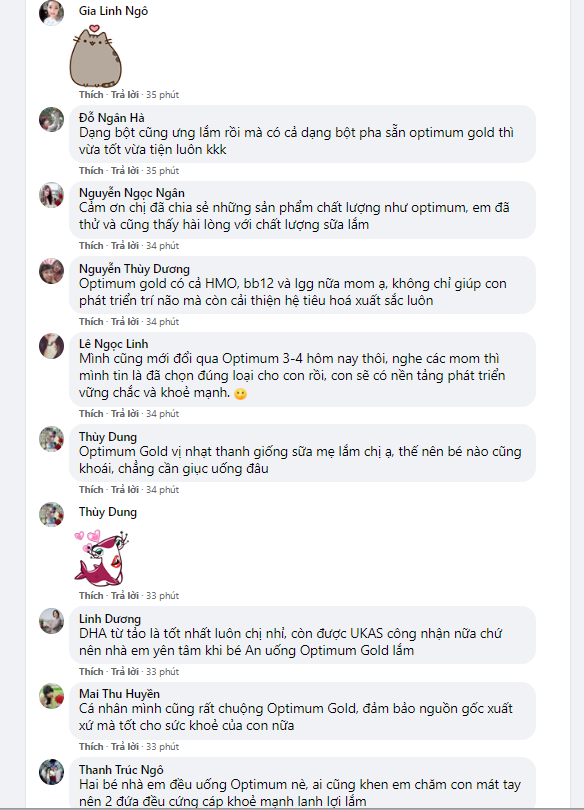 Gia Linh Ngô
Thích · Trả lời · 35 phút
Đỗ Ngân Hà
Dạng bột cũng ưng lắm rồi mà có cả dạng bột pha sẵn optimum gold thì
vừa tốt vừa tiện luôn kkk
Thích · Trả lời · 35 phút
Nguyễn Ngọc Ngân
Cảm ơn chị đã chia sẻ những sản phẩm chất lượng như optimum, em đã
thử và cũng thấy hài lòng với chất lượng sữa lắm
Thích · Trả lời · 34 phút
Nguyễn Thùy Dương
Optimum gold có cả HMO, bb12 và lgg nữa mom ạ, không chỉ giúp con
phát triển trí não mà còn cải thiện hệ tiêu hoá xuất sắc luôn
Thích · Trả lời · 34 phút
Lê Ngọc Linh
Mình cũng mới đổi qua Optimum 3-4 hôm nay thôi, nghe các mom thì
mình tin là đã chọn đúng loại cho con rồi, con sẽ có nền tảng phát triển
vững chắc và khoẻ mạnh. 🙂
Thích · Trả lời · 34 phút
Thùy Dung
Optimum Gold vị nhạt thanh giống sữa mẹ lắm chị ạ, thế nên bé nào cũng
khoái, chẳng cần giục uống đâu
Thích · Trả lời · 34 phút
Thùy Dung
Thích · Trả lời · 33 phút
Linh Dương
DHA từ tảo là tốt nhất luôn chị nhỉ, còn được UKAS công nhận nữa chứ
nên nhà em yên tâm khi bé An uống Optimum Gold lắm
Thích · Trả lời · 33 phút
Mai Thu Huyền
Cá nhân mình cũng rất chuộng Optimum Gold, đảm bảo nguồn gốc xuất
xứ mà tốt cho sức khoẻ của con nữa
Thích · Trả lời · 33 phút
Thanh Trúc Ngô
Hai bé nhà em đều uống Optimum nè, ai cũng khen em chăm con mát tay
nên 2 đứa đều cứng cáp khoẻ mạnh lanh lợi lắm